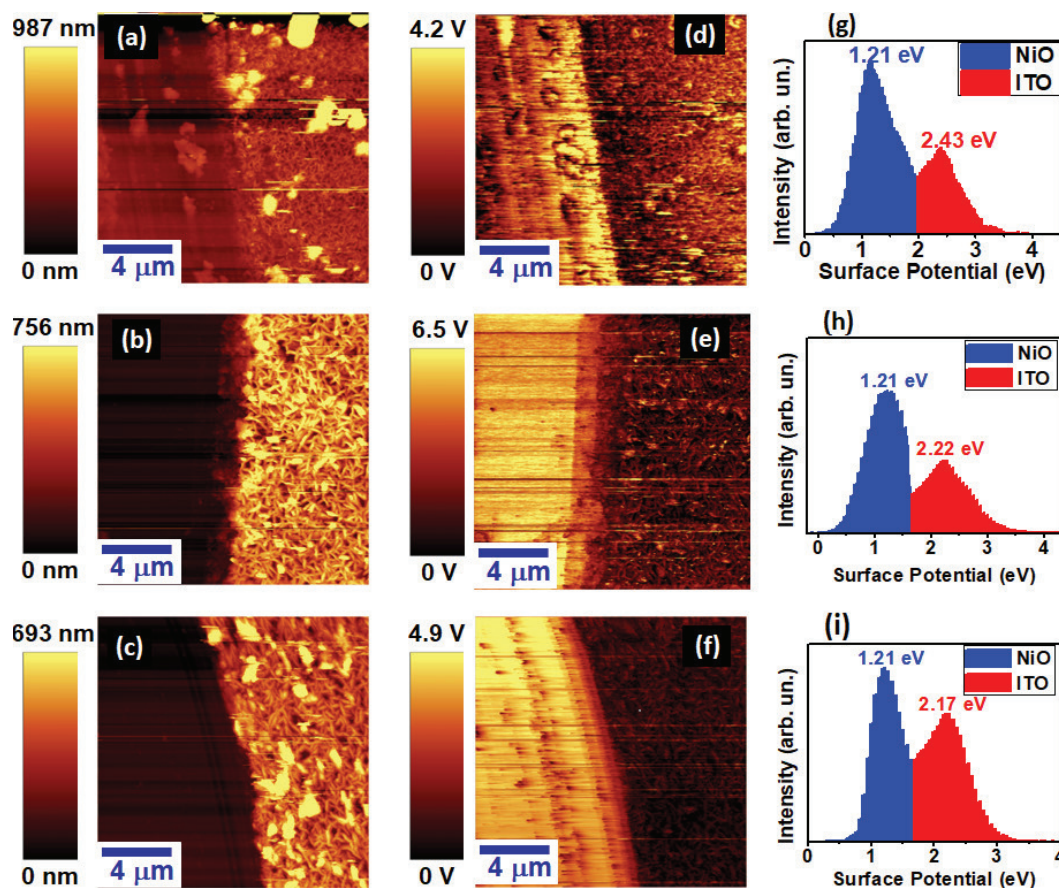 987 nm
(a)
4 μm
0 nm
4.2 V
(d)
4 μm
0 V
(g)
1.21 eV
NiO
ITO
2.43 eV
Intensity (arb. un.)
0 1 2 3 4
Surface Potential (eV)
756 nm
(b)
4 μm
0 nm
6.5 V
(e)
4 μm
0 V
(h)
NiO
ITO
1.21 eV
2.22 eV
Intensity (arb. un.)
0 1 2 3 4
Surface Potential (eV)
693 nm
(c)
4 μm
0 nm
4.9 V
(f)
4 μm
0 V
(i)
1.21 eV
NiO
ITO
2.17 eV
Intensity (arb. un.)
0 1 2 3 4
Surface Potential (eV)